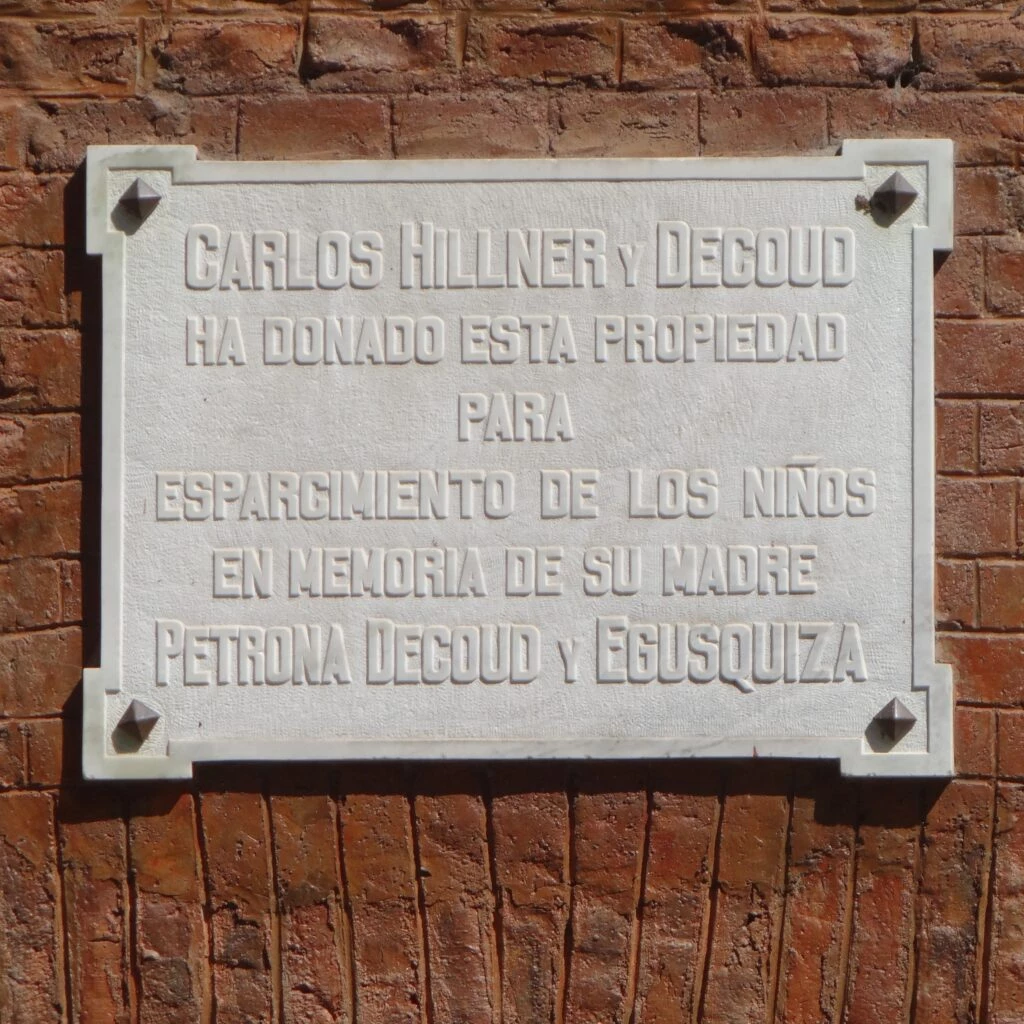 CARLOS HILLNER Y DECOUD
HA DONADO ESTA PROPIEDAD
PARA
ESPARCIMIENTO DE LOS NIÑOS
EN MEMORIA DE SU MADRE
PETRONA DECOUD Y EGUSQUIZA